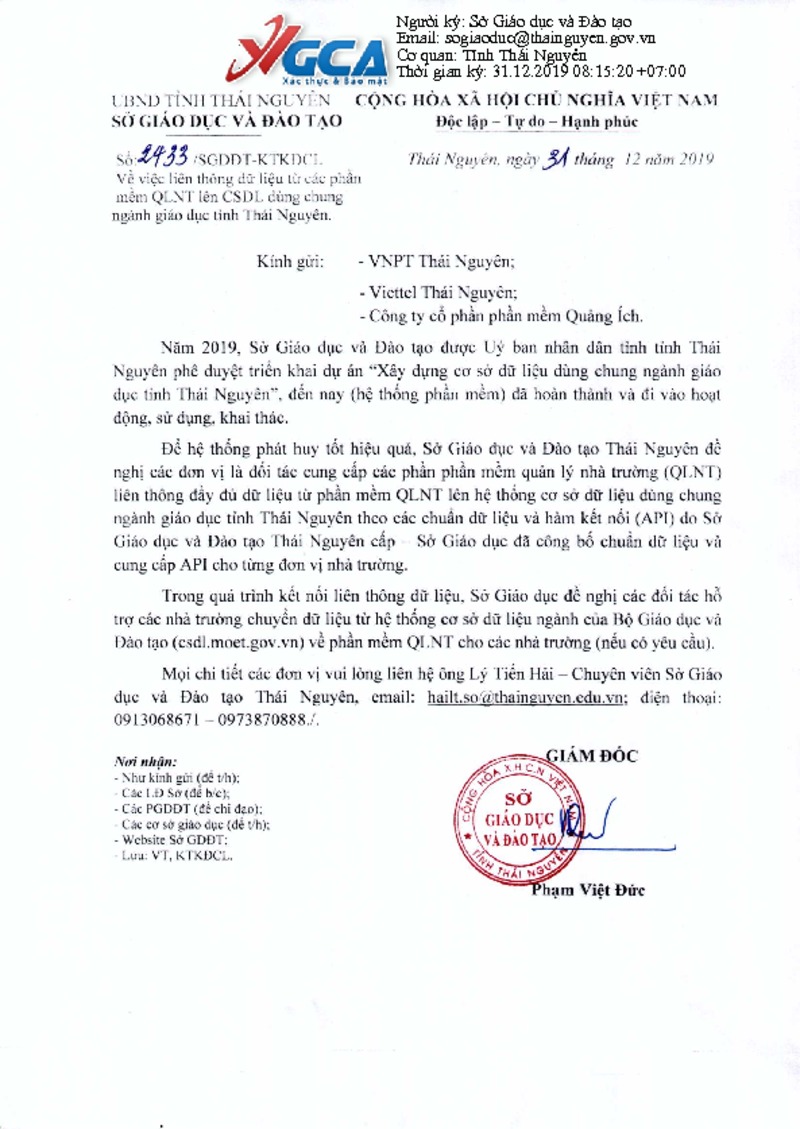 Người ký: Sở Giáo dục và Đào tạo
Email: sogiaoduc@thainguyen.gov.vn
Cơ quan: Tỉnh Thái Nguyên
Thời gian ký: 31.12.2019 08:15:20 +07:00
VGCA
Xác thực & Bảo mật
UBND TỈNH THÁI NGUYÊN
SỞ GIÁO DỤC VÀ ĐÀO TẠO
CỘNG HÒA XÃ HỘI CHỦ NGHĨA VIỆT NAM
Độc lập – Tự do – Hạnh phúc
Số: 2433 /SGDĐT-KTKĐCL
Về việc liên thông dữ liệu từ các phần
mềm QLNT lên CSDL dùng chung
ngành giáo dục tỉnh Thái Nguyên.
Thái Nguyên, ngày 31 tháng 12 năm 2019
Kính gửi: - VNPT Thái Nguyên;
- Viettel Thái Nguyên;
- Công ty cổ phần phần mềm Quảng Ích.
Năm 2019, Sở Giáo dục và Đào tạo được Uỷ ban nhân dân tỉnh tỉnh Thái
Nguyên phê duyệt triển khai dự án “Xây dựng cơ sở dữ liệu dùng chung ngành giáo
dục tỉnh Thái Nguyên”, đến nay (hệ thống phần mềm) đã hoàn thành và đi vào hoạt
động, sử dụng, khai thác.
Để hệ thống phát huy tốt hiệu quả, Sở Giáo dục và Đào tạo Thái Nguyên đề
nghị các đơn vị là đối tác cung cấp các phần phần mềm quản lý nhà trường (QLNT)
liên thông đầy đủ dữ liệu từ phần mềm QLNT lên hệ thống cơ sở dữ liệu dùng chung
ngành giáo dục tỉnh Thái Nguyên theo các chuẩn dữ liệu và hàm kết nối (API) do Sở
Giáo dục và Đào tạo Thái Nguyên cấp – Sở Giáo dục đã công bố chuẩn dữ liệu và
cung cấp API cho từng đơn vị nhà trường.
Trong quá trình kết nối liên thông dữ liệu, Sở Giáo dục đề nghị các đối tác hỗ
trợ các nhà trường chuyển dữ liệu từ hệ thống cơ sở dữ liệu ngành của Bộ Giáo dục và
Đào tạo (csdl.moet.gov.vn) về phần mềm QLNT cho các nhà trường (nếu có yêu cầu).
Mọi chi tiết các đơn vị vui lòng liên hệ ông Lý Tiến Hải – Chuyên viên Sở Giáo
dục và Đào tạo Thái Nguyên, email: hailt.so@thainguyen.edu.vn; điện thoại:
0913068671 – 0973870888./.
Nơi nhận:
- Như kính gửi (để t/h);
- Các LĐ Sở (để b/c);
- Các PGDĐT (để chỉ đạo);
- Các cơ sở giáo dục (để t/h);
- Website Sở GDĐT;
- Lưu: VT, KTKĐCL.
GIÁM ĐỐC
CỘNG HÒA X.H.C.N VIỆT NAM
SỞ
GIÁO DỤC
VÀ ĐÀO TẠO
TỈNH THÁI NGUYÊN
Phạm Việt Đức